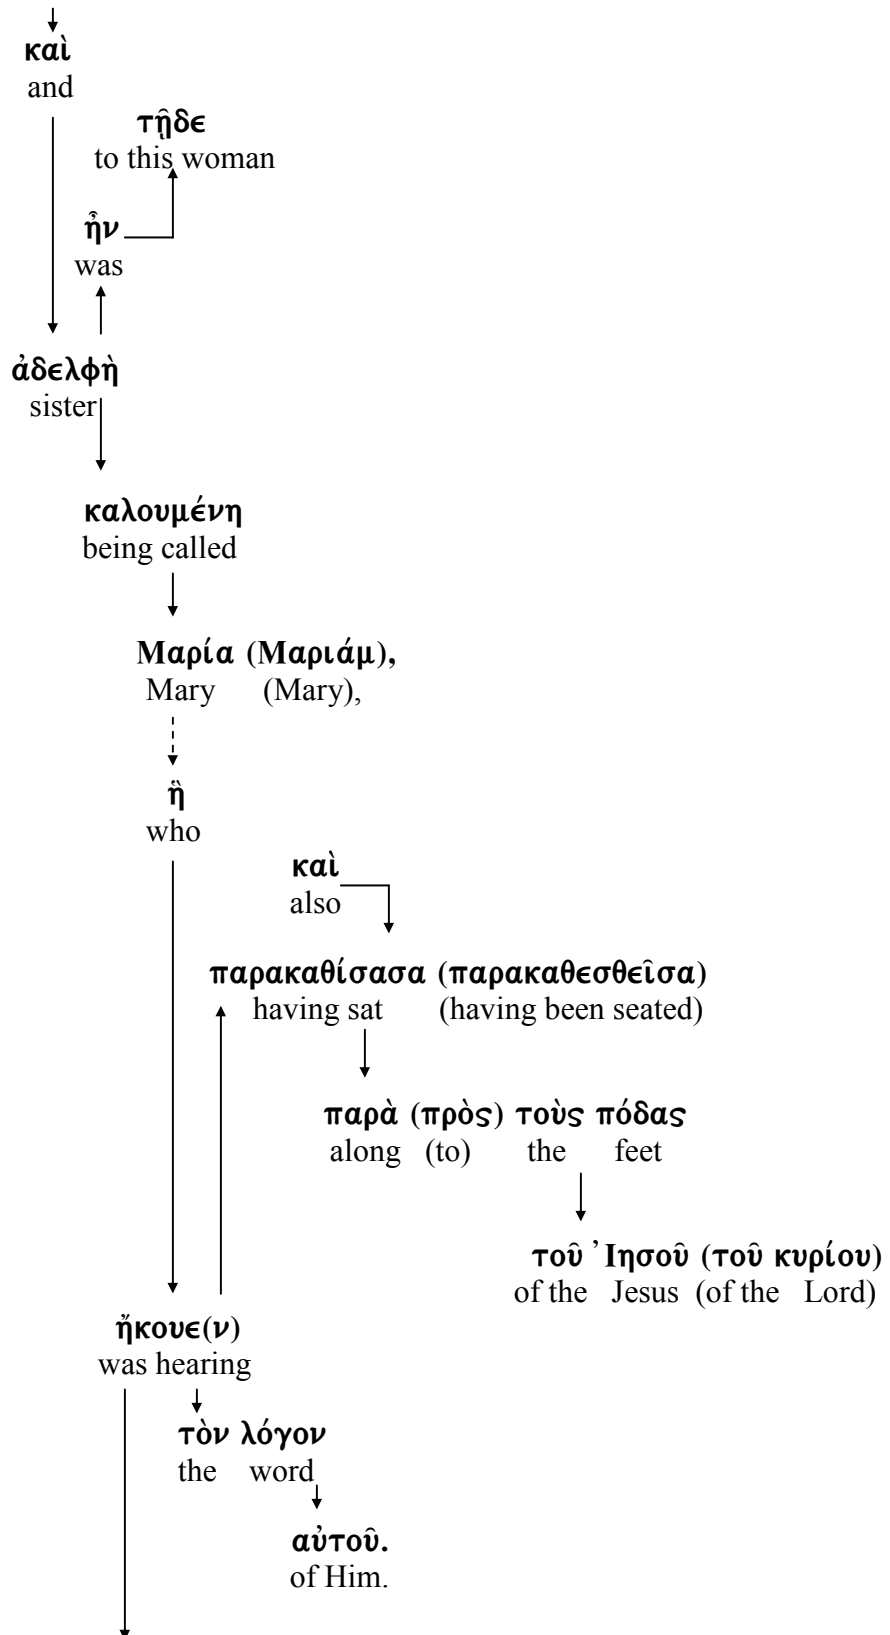 καὶ
and
τῇδε
to this woman
ἦν
was
ἀδελφὴ
sister
καλουμένη
being called
Μαρία (Μαριάμ),
Mary (Mary),
ἣ
who
καὶ
also
παρακαθίσασα (παρακαθεσθεῖσα)
having sat (having been seated)
παρὰ (πρὸς) τοὺς πόδας
along (to) the feet
τοῦ Ἰησοῦ (τοῦ κυρίου)
of the Jesus (of the Lord)
ἤκουε(ν)
was hearing
τὸν λόγον
the word
αὐτοῦ.
of Him.